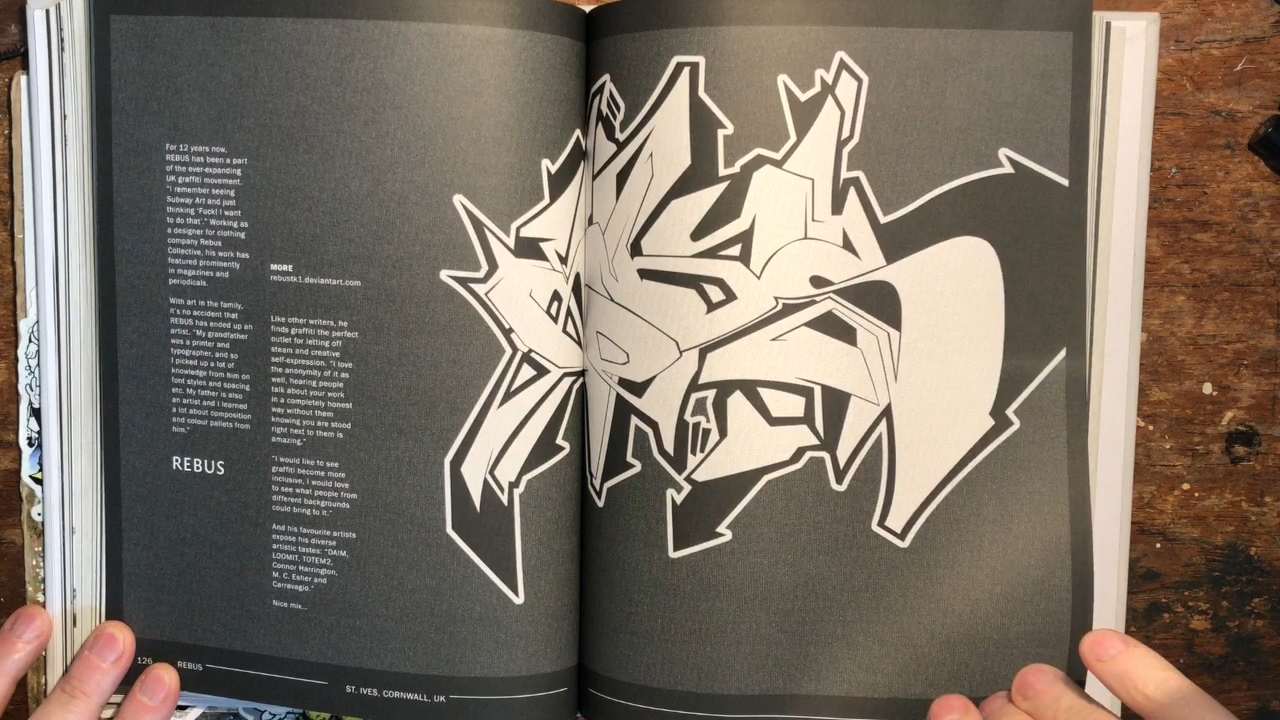 For 12 years now,
REBUS has been a part
of the ever-expanding
UK graffiti movement.
"I remember seeing
Subway Art and just
thinking 'Fuck! I want
to do that'." Working as
a designer for clothing
company Rebus
Collective, his work has
featured prominently
in magazines and
periodicals.
With art in the family,
it's no accident that
REBUS has ended up an
artist. "My grandfather
was a printer and
typographer, and so
I picked up a lot of
knowledge from him on
font styles and spacing
etc. My father is also
an artist and I learned
a lot about composition
and colour pallets from
him."
REBUS
MORE
rebustk1.deviantart.com
Like other writers, he
finds graffiti the perfect
outlet for letting off
steam and creative
self-expression. "I love
the anonymity of it as
well, hearing people
talk about your work
in a completely honest
way without them
knowing you are stood
right next to them is
amazing."
"I would like to see
graffiti become more
inclusive, I would love
to see what people from
different backgrounds
could bring to it."
And his favourite artists
expose his diverse
artistic tastes: "DAIM,
LOOMIT, TOTEM2,
Connor Harrington,
M. C. Esher and
Carravagio."
Nice mix...
126
REBUS
ST. IVES, CORNWALL, UK